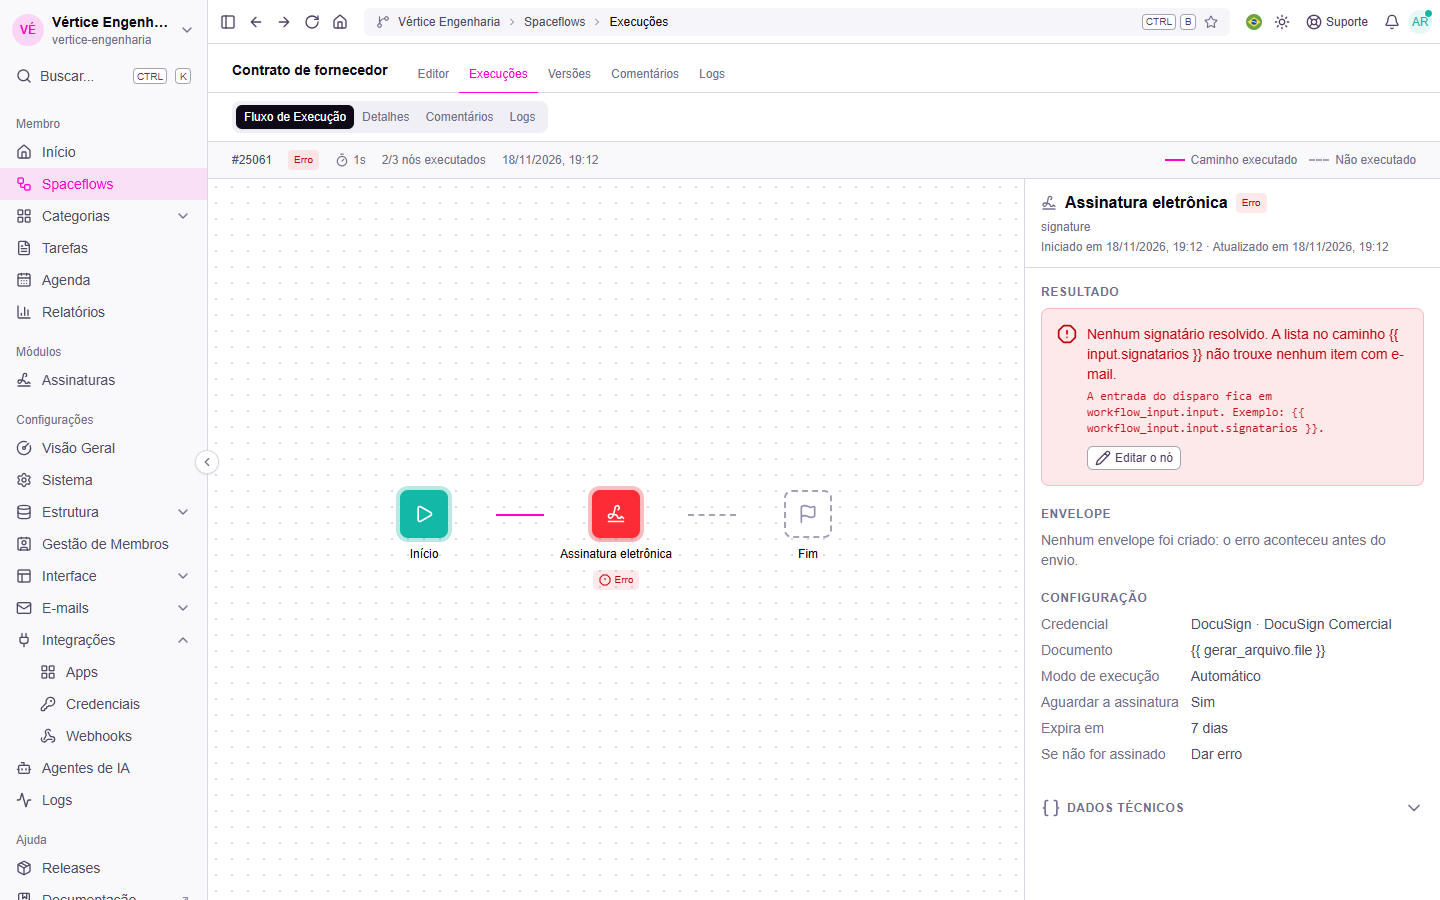 VÉ
Vértice Engenh...
vertice-engenharia
Buscar...
CTRL
K
Membro
Início
Spaceflows
Categorias
Tarefas
Agenda
Relatórios
Módulos
Assinaturas
Configurações
Visão Geral
Sistema
Estrutura
Gestão de Membros
Interface
E-mails
Integrações
Apps
Credenciais
Webhooks
Agentes de IA
Logs
Ajuda
Releases
Documentação
Vértice Engenharia
Spaceflows
Execuções
CTRL
B
Suporte
AR
Contrato de fornecedor
Editor
Execuções
Versões
Comentários
Logs
Fluxo de Execução
Detalhes
Comentários
Logs
#25061
Erro
1s
2/3 nós executados
18/11/2026, 19:12
Caminho executado
Não executado
Início
Assinatura eletrônica
Erro
Fim
Assinatura eletrônica
Erro
signature
Iniciado em 18/11/2026, 19:12 · Atualizado em 18/11/2026, 19:12
RESULTADO
Nenhum signatário resolvido. A lista no caminho {{
input.signatarios }} não trouxe nenhum item com e-
mail.
A entrada do disparo fica em
workflow_input.input. Exemplo: {{
workflow_input.input.signatarios }}.
Editar o nó
ENVELOPE
Nenhum envelope foi criado: o erro aconteceu antes do
envio.
CONFIGURAÇÃO
Credencial
DocuSign · DocuSign Comercial
Documento
{{ gerar_arquivo.file }}
Modo de execução
Automático
Aguardar a assinatura
Sim
Expira em
7 dias
Se não for assinado
Dar erro
DADOS TÉCNICOS